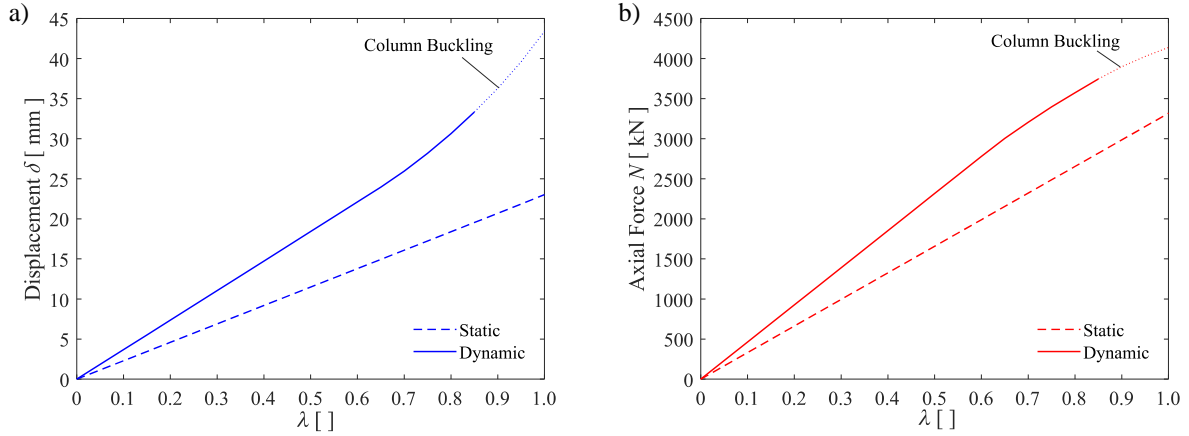 a)
45
40
35
30
25
20
15
10
5
0
Displacement δ [ mm ]
Column Buckling
Static
Dynamic
0 0.1 0.2 0.3 0.4 0.5 0.6 0.7 0.8 0.9 1.0
λ [ ]
b)
4500
4000
3500
3000
2500
2000
1500
1000
500
0
Axial Force N [ kN ]
Column Buckling
Static
Dynamic
0 0.1 0.2 0.3 0.4 0.5 0.6 0.7 0.8 0.9 1.0
λ [ ]